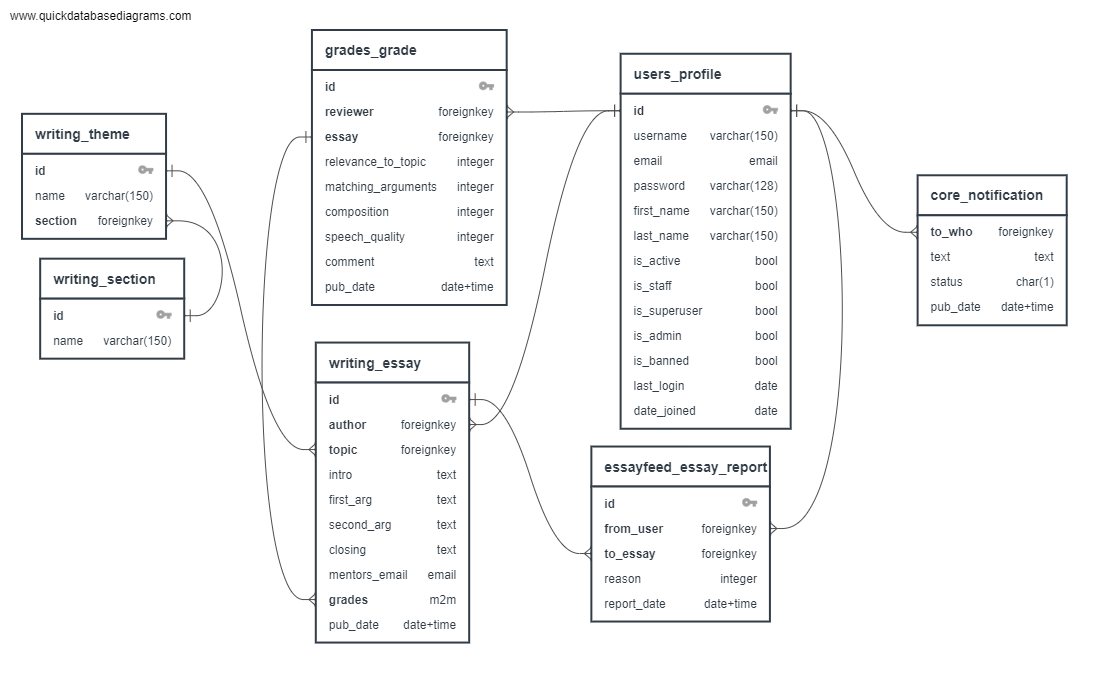 www.quickdatabasediagrams.com
writing_theme
id
name varchar(150)
section foreignkey
writing_section
id
name varchar(150)
grades_grade
id
reviewer foreignkey
essay foreignkey
relevance_to_topic integer
matching_arguments integer
composition integer
speech_quality integer
comment text
pub_date date+time
writing_essay
id
author foreignkey
topic foreignkey
intro text
first_arg text
second_arg text
closing text
mentors_email email
grades m2m
pub_date date+time
users_profile
id
username varchar(150)
email email
password varchar(128)
first_name varchar(150)
last_name varchar(150)
is_active bool
is_staff bool
is_superuser bool
is_admin bool
is_banned bool
last_login date
date_joined date
essayfeed_essay_report
id
from_user foreignkey
to_essay foreignkey
reason integer
report_date date+time
core_notification
to_who foreignkey
text text
status char(1)
pub_date date+time